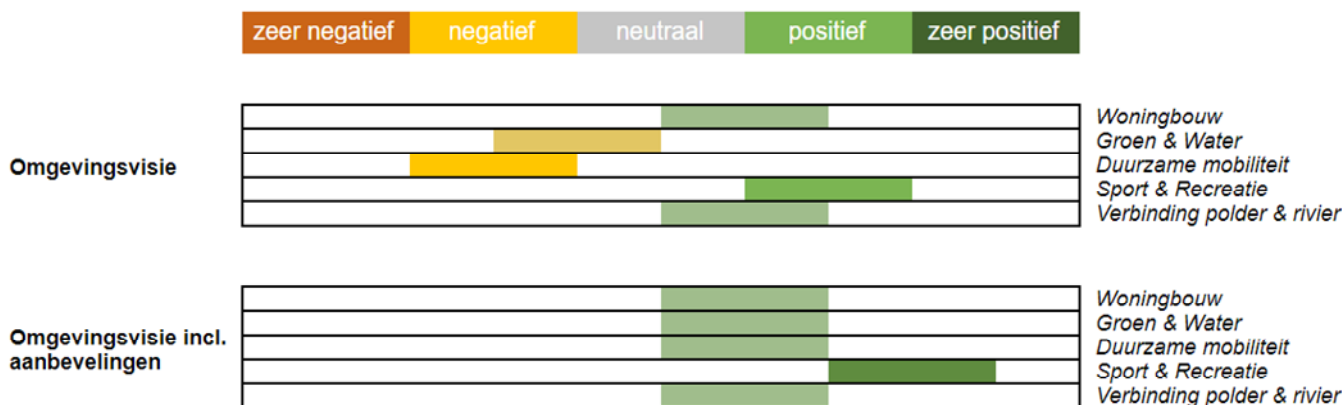 zeer negatief negatief neutraal positief zeer positief
Woningbouw
Groen & Water
Omgevingsvisie
Duurzame mobiliteit
Sport & Recreatie
Verbinding polder & rivier
Woningbouw
Groen & Water
Omgevingsvisie incl.
aanbevelingen
Duurzame mobiliteit
Sport & Recreatie
Verbinding polder & rivier